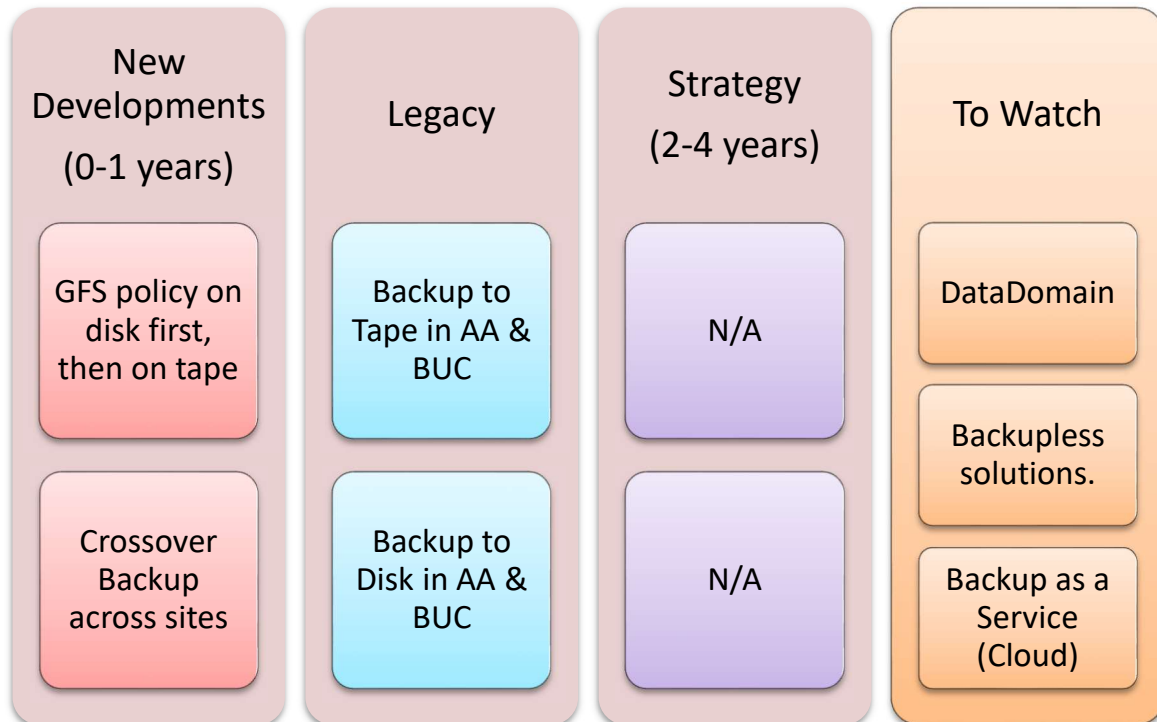 New
Developments
(0-1 years)
GFS policy on
disk first,
then on tape
Crossover
Backup
across sites
Legacy
Backup to
Tape in AA &
BUC
Backup to
Disk in AA &
BUC
Strategy
(2-4 years)
N/A
N/A
To Watch
DataDomain
Backupless
solutions.
Backup as a
Service
(Cloud)